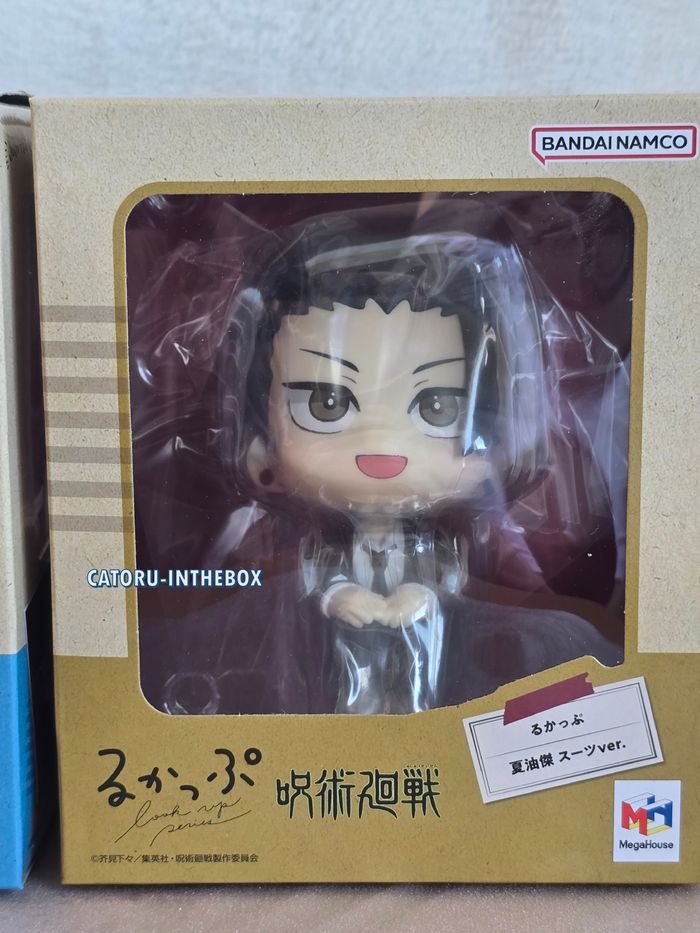 BANDAI NAMCO
CATORU-INTHEBOX
るかっぷ
夏油傑 スーツver.
るかっぷ
look up
series
呪術廻戦
MegaHouse
©芥見下々／集英社・呪術廻戦製作委員会